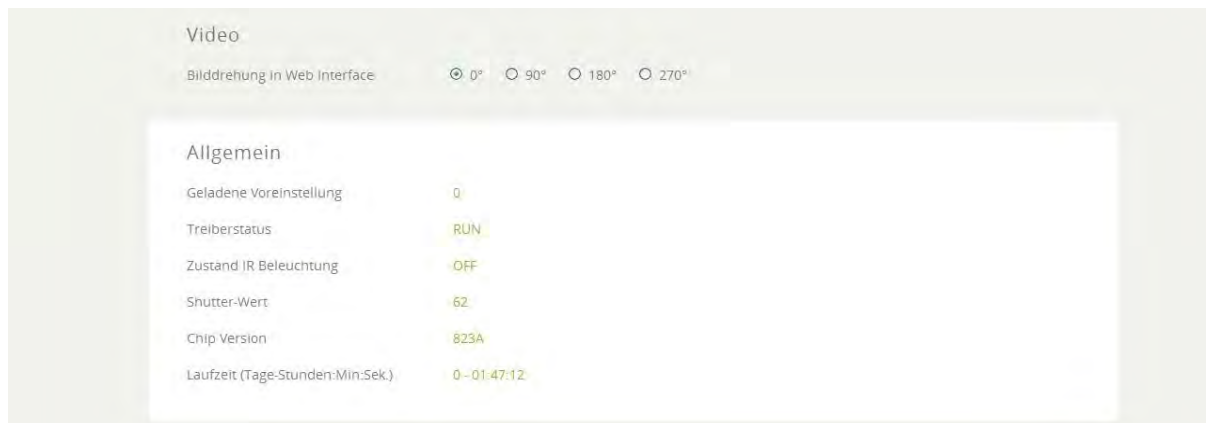 Video
Bilddrehung in Web Interface 0° 90° 180° 270°
Allgemein
Geladene Voreinstellung 0
Treiberstatus RUN
Zustand IR Beleuchtung OFF
Shutter-Wert 62
Chip Version 823A
Laufzeit (Tage-Stunden:Min:Sek.) 0 - 01:47:12